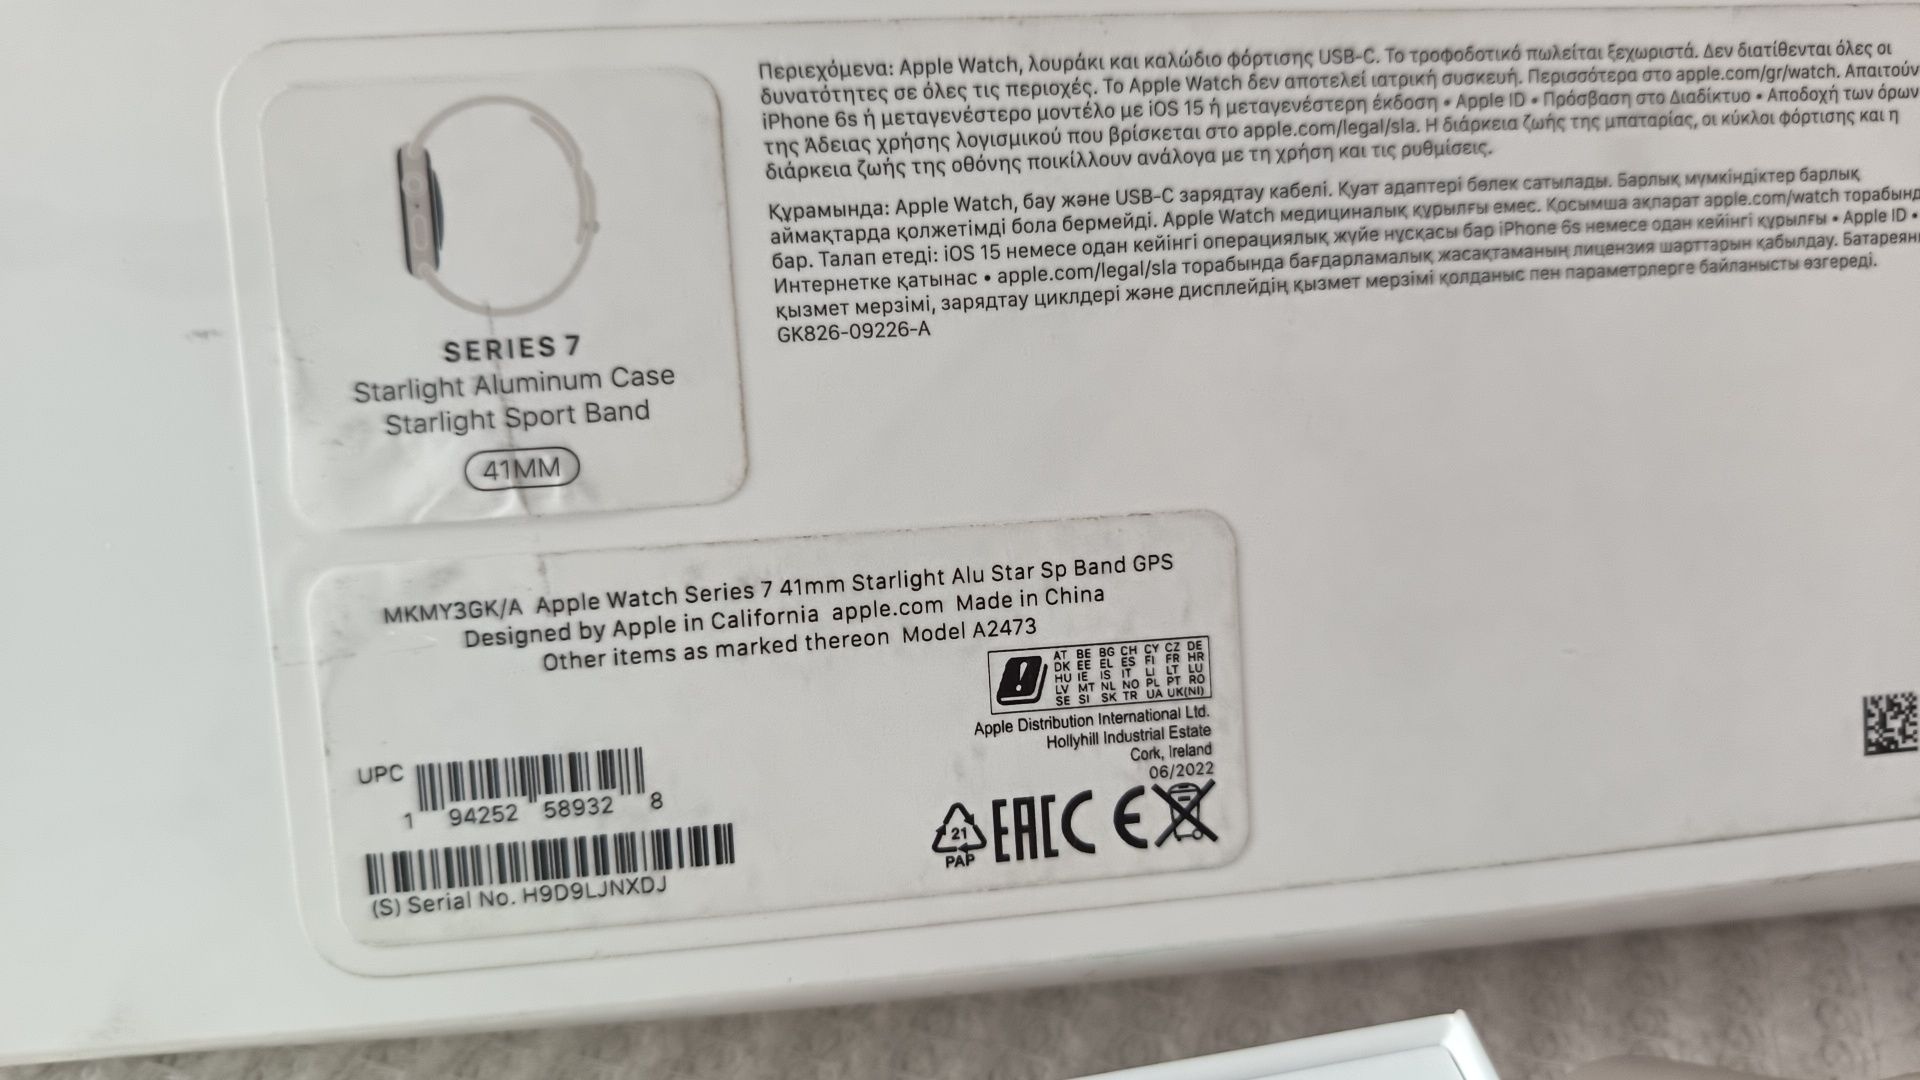 SERIES 7
Starlight Aluminum Case
Starlight Sport Band
41MM
Περιεχόμενα: Apple Watch, λουράκι και καλώδιο φόρτισης USB-C. Το τροφοδοτικό πωλείται ξεχωριστά. Δεν διατίθενται όλες οι
δυνατότητες σε όλες τις περιοχές. Το Apple Watch δεν αποτελεί ιατρική συσκευή. Περισσότερα στο apple.com/gr/watch. Απαιτούν
iPhone 6s ή μεταγενέστερο μοντέλο με iOS 15 ή μεταγενέστερη έκδοση • Apple ID • Πρόσβαση στο Διαδίκτυο • Αποδοχή των όρων
της Άδειας χρήσης λογισμικού που βρίσκεται στο apple.com/legal/sla. Η διάρκεια ζωής της μπαταρίας, οι κύκλοι φόρτισης και η
διάρκεια ζωής της οθόνης ποικίλλουν ανάλογα με τη χρήση και τις ρυθμίσεις.
Құрамында: Apple Watch, бау және USB-C зарядтау кабелі. Қуат адаптері бөлек сатылады. Барлық мүмкіндіктер барлық
аймақтарда қолжетімді бола бермейді. Apple Watch медициналық құрылғы емес. Қосымша ақпарат apple.com/watch торабынд
бар. Талап етеді: iOS 15 немесе одан кейінгі операциялық жүйе нұсқасы бар iPhone 6s немесе одан кейінгі құрылғы • Apple ID •
Интернетке қатынас • apple.com/legal/sla торабында бағдарламалық жасақтаманың лицензия шарттарын қабылдау. Батареян
қызмет мерзімі, зарядтау циклдері және дисплейдің қызмет мерзімі қолданыс пен параметрлерге байланысты өзгереді.
GK826-09226-A
MKMY3GK/A Apple Watch Series 7 41mm Starlight Alu Star Sp Band GPS
Designed by Apple in California apple.com Made in China
Other items as marked thereon Model A2473
AT BE BG CH CY CZ DE
DK EE EL ES FI FR HR
HU IE IS IT LI LT LU
LV MT NL NO PL PT RO
SE SI SK TR UA UK(NI)
Apple Distribution International Ltd.
Hollyhill Industrial Estate
Cork, Ireland
06/2022
UPC
1 94252 58932 8
(S) Serial No. H9D9LJNXDJ
21
PAP
EAC CE